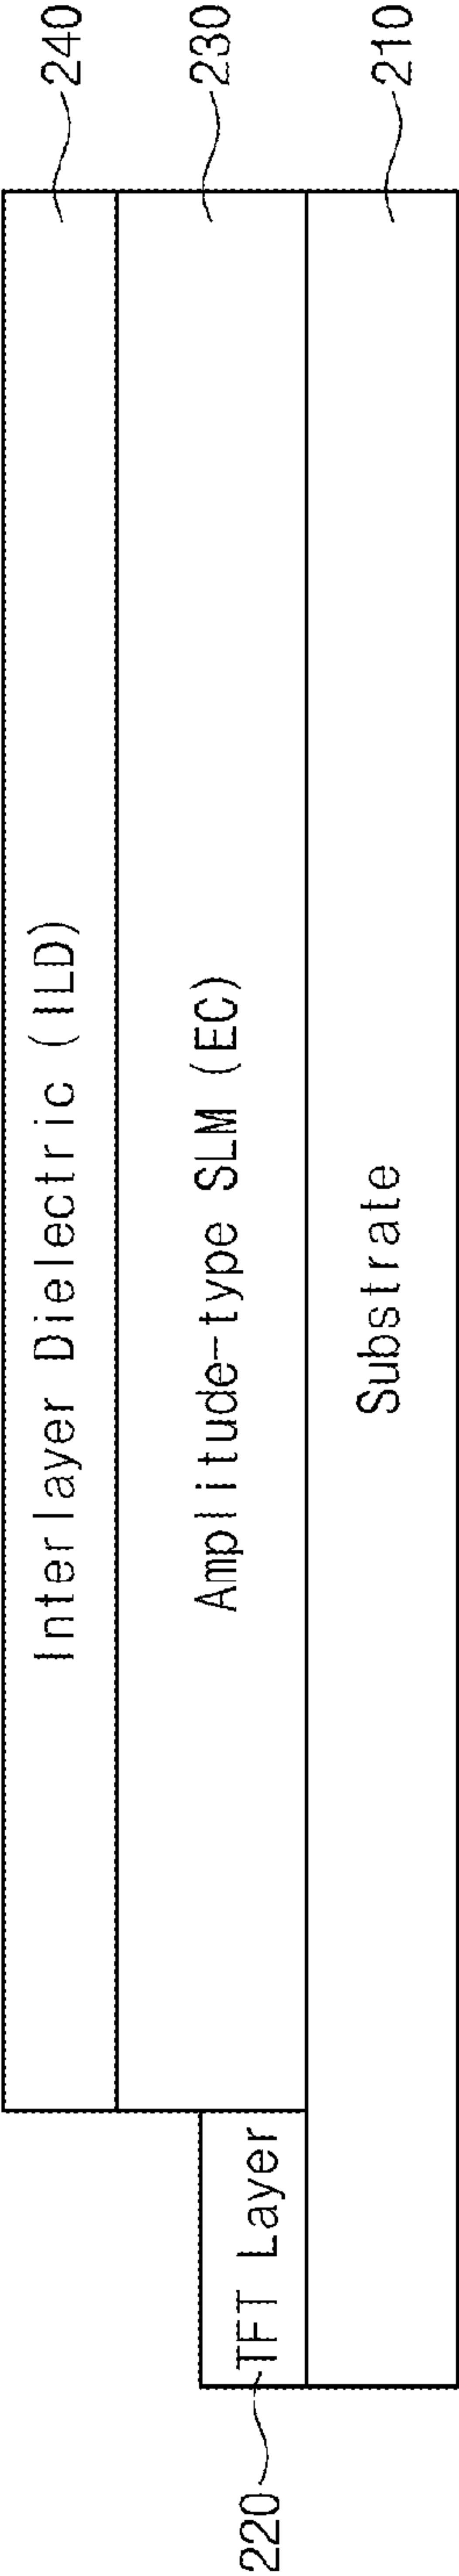 Interlayer Dielectric (ILD)
240
Amplitude-type SLM (EC)
230
220
TFT Layer
Substrate
210